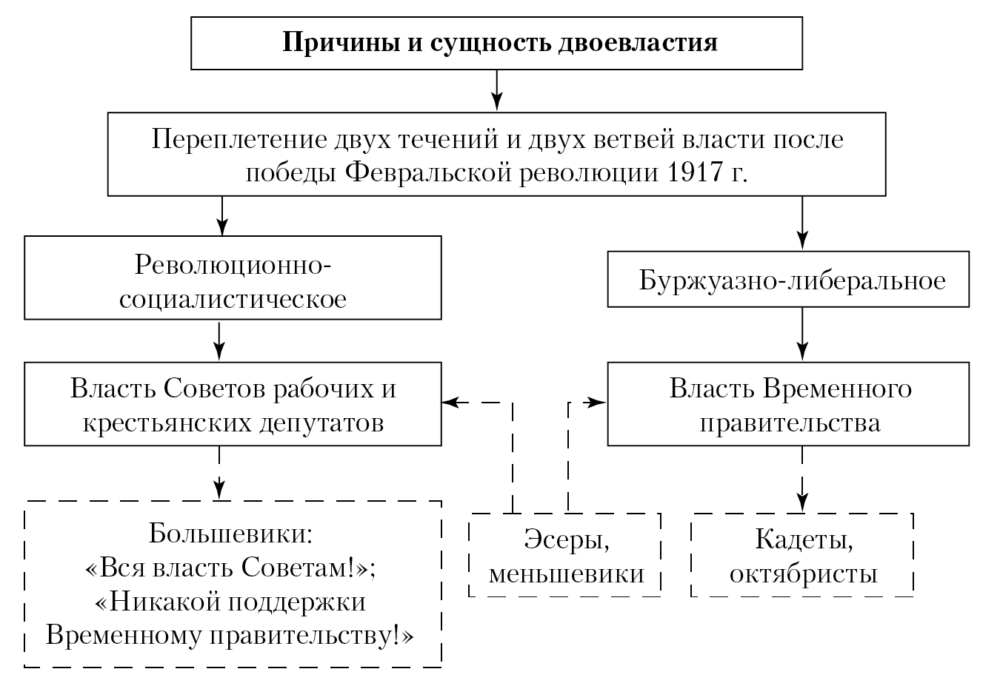 Причины и сущность двоевластия
Переплетение двух течений и двух ветвей власти после
победы Февральской революции 1917 г.
Революционно-
социалистическое
Буржуазно-либеральное
Власть Советов рабочих и
крестьянских депутатов
Власть Временного
правительства
Большевики:
«Вся власть Советам!»;
«Никакой поддержки
Временному правительству!»
Эсеры,
меньшевики
Кадеты,
октябристы